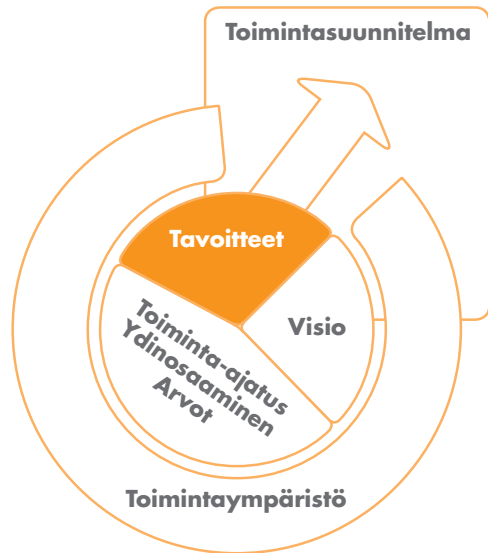 Toimintasuunnitelma
Tavoitteet
Visio
Toiminta-ajatus
Ydinosaaminen
Arvot
Toimintaympäristö